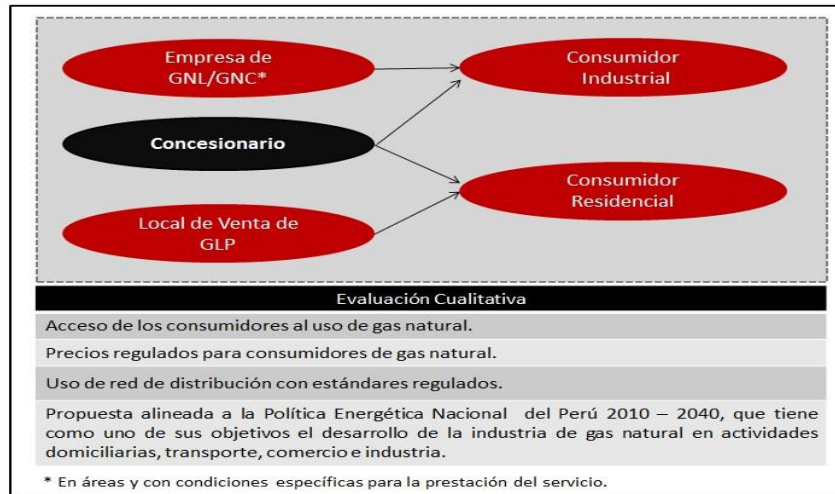 Empresa de
GNL/GNC*
Consumidor
Industrial
Concesionario
Consumidor
Residencial
Local de Venta de
GLP
Evaluación Cualitativa
Acceso de los consumidores al uso de gas natural.
Precios regulados para consumidores de gas natural.
Uso de red de distribución con estándares regulados.
Propuesta alineada a la Política Energética Nacional del Perú 2010 – 2040, que tiene
como uno de sus objetivos el desarrollo de la industria de gas natural en actividades
domiciliarias, transporte, comercio e industria.
* En áreas y con condiciones específicas para la prestación del servicio.